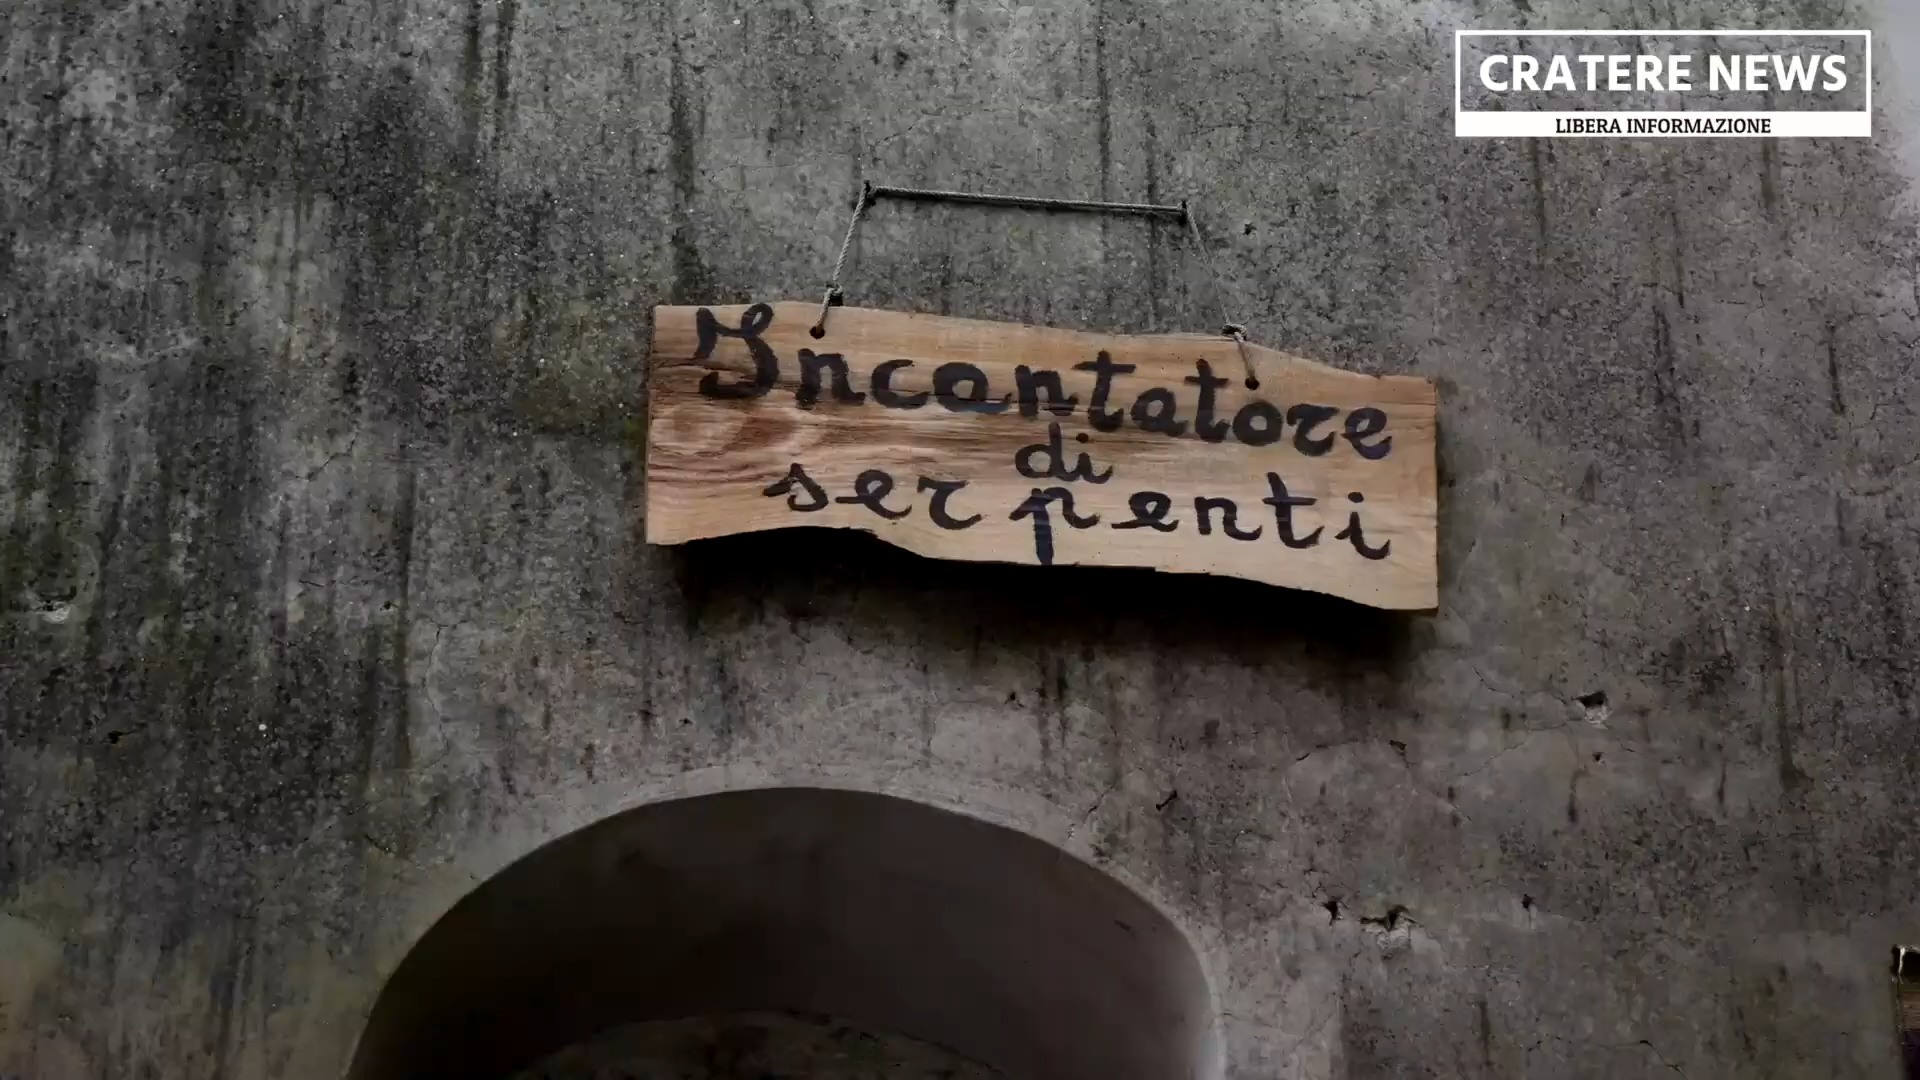 CRATERE NEWS
LIBERA INFORMAZIONE
Incantatore
di
serpenti